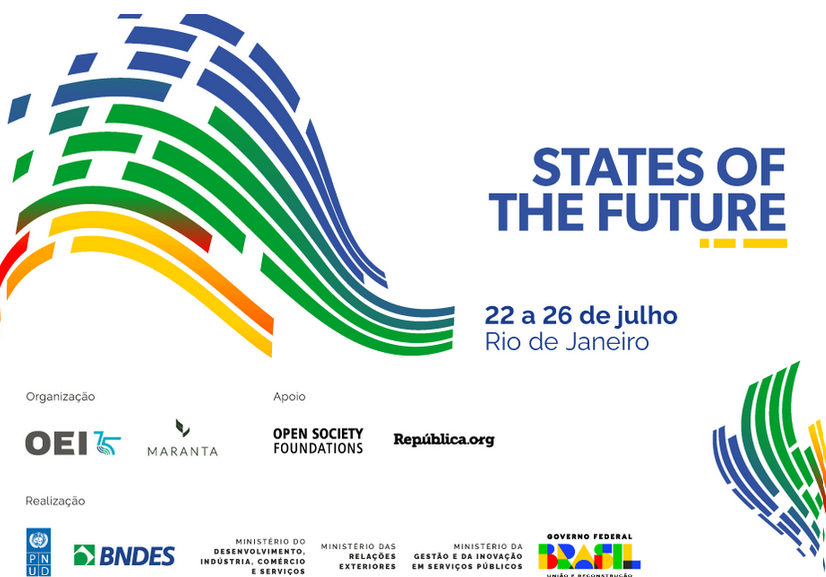 STATES OF
THE FUTURE
22 a 26 de julho
Rio de Janeiro
Organização
Apoio
OEI 75
MARANTA
OPEN SOCIETY
FOUNDATIONS
República.org
Realização
PN
UD
BNDES
MINISTÉRIO DO
DESENVOLVIMENTO,
INDÚSTRIA, COMÉRCIO
E SERVIÇOS
MINISTÉRIO DAS
RELAÇÕES
EXTERIORES
MINISTÉRIO DA
GESTÃO E DA INOVAÇÃO
EM SERVIÇOS PÚBLICOS
GOVERNO FEDERAL
BRASIL
UNIÃO E RECONSTRUÇÃO